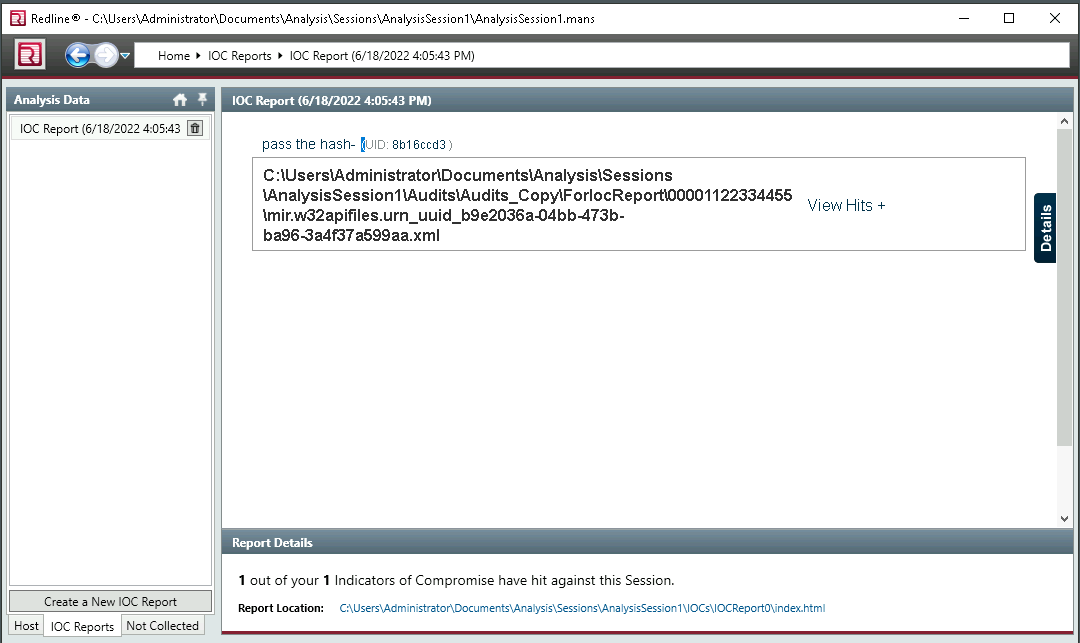 Redline® - C:\Users\Administrator\Documents\Analysis\Sessions\AnalysisSession1\AnalysisSession1.mans
Home ▸ IOC Reports ▸ IOC Report (6/18/2022 4:05:43 PM)
Analysis Data
IOC Report (6/18/2022 4:05:43
IOC Report (6/18/2022 4:05:43 PM)
pass the hash- (UID: 8b16ccd3 )
C:\Users\Administrator\Documents\Analysis\Sessions
\AnalysisSession1\Audits\Audits_Copy\ForIocReport\00001122334455
\mir.w32apifiles.urn_uuid_b9e2036a-04bb-473b-
ba96-3a4f37a599aa.xml
View Hits +
Details
Report Details
1 out of your 1 Indicators of Compromise have hit against this Session.
Report Location: C:\Users\Administrator\Documents\Analysis\Sessions\AnalysisSession1\IOCs\IOCReport0\index.html
Create a New IOC Report
Host IOC Reports Not Collected